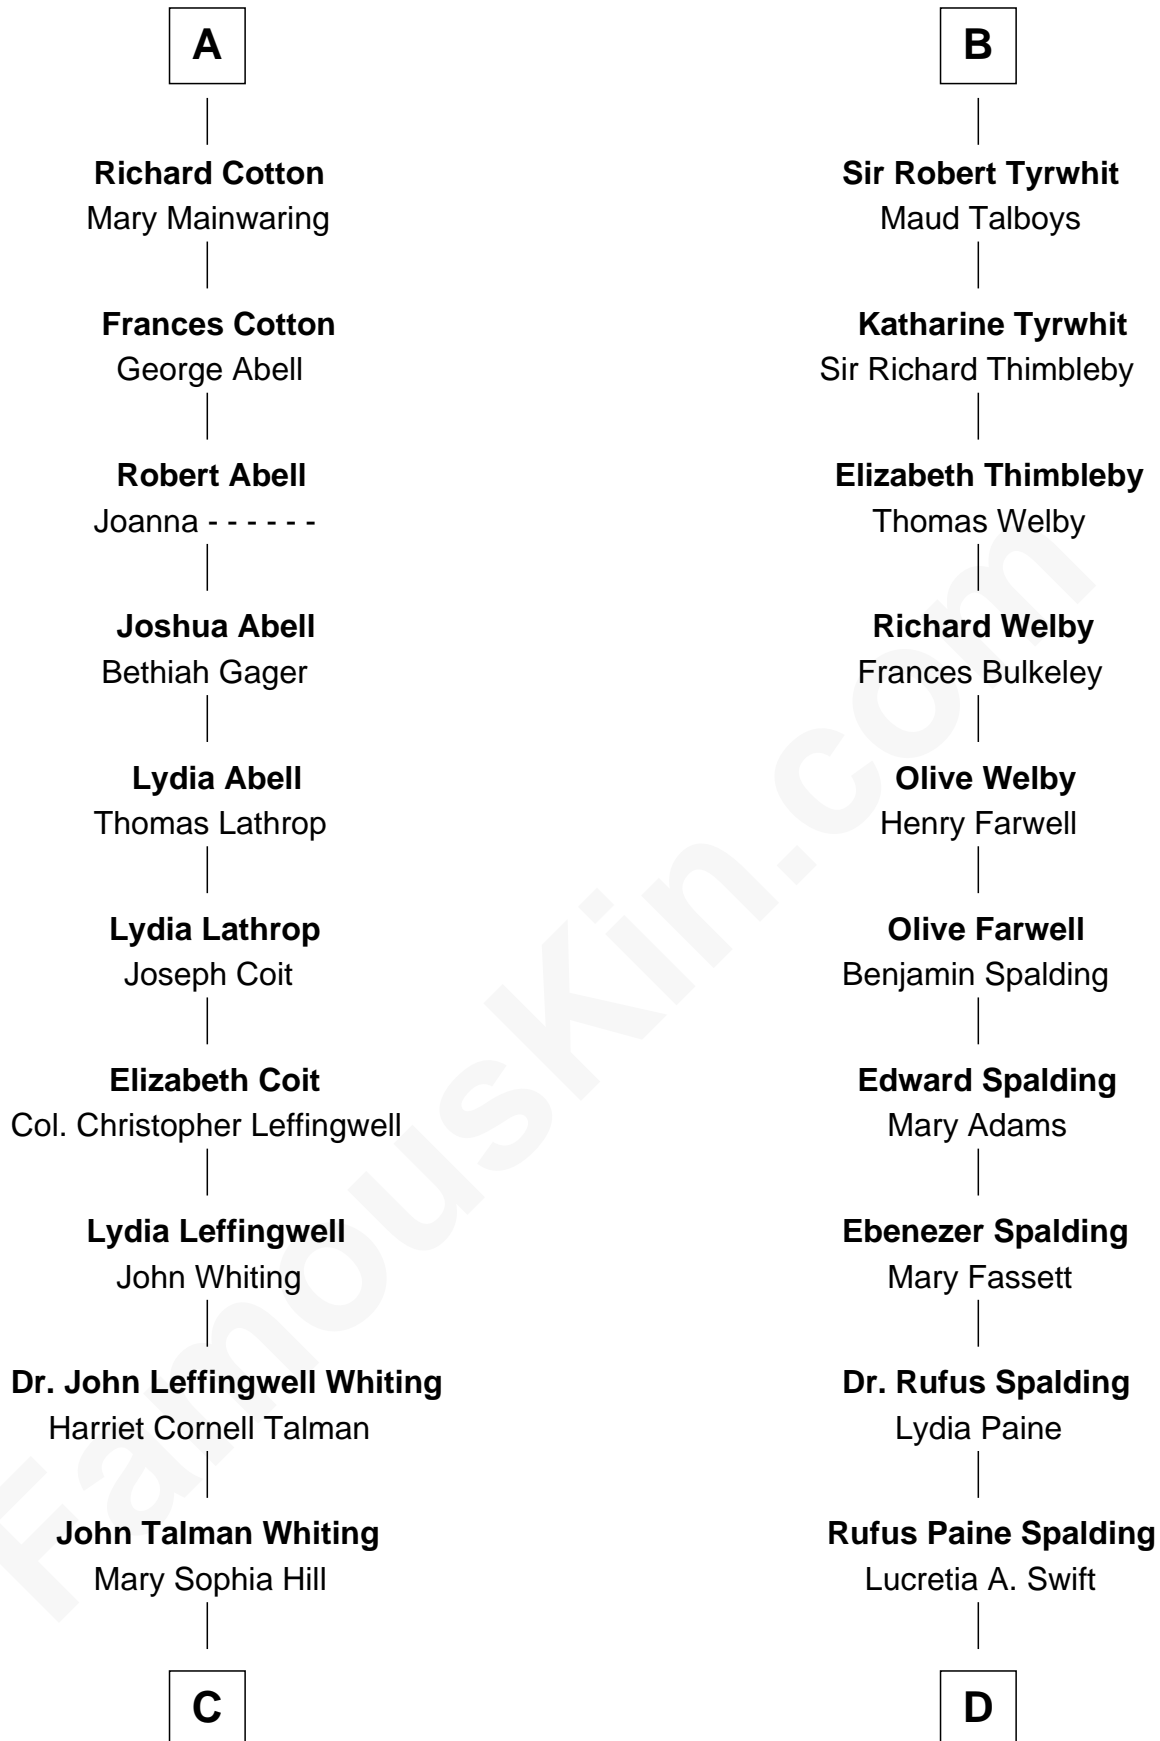 A
Richard Cotton
Mary Mainwaring
Frances Cotton
George Abell
Robert Abell
Joanna - - - - - -
Joshua Abell
Bethiah Gager
Lydia Abell
Thomas Lathrop
Lydia Lathrop
Joseph Coit
Elizabeth Coit
Col. Christopher Leffingwell
Lydia Leffingwell
John Whiting
Dr. John Leffingwell Whiting
Harriet Cornell Talman
John Talman Whiting
Mary Sophia Hill
C
B
Sir Robert Tyrwhit
Maud Talboys
Katharine Tyrwhit
Sir Richard Thimbleby
Elizabeth Thimbleby
Thomas Welby
Richard Welby
Frances Bulkeley
Olive Welby
Henry Farwell
Olive Farwell
Benjamin Spalding
Edward Spalding
Mary Adams
Ebenezer Spalding
Mary Fassett
Dr. Rufus Spalding
Lydia Paine
Rufus Paine Spalding
Lucretia A. Swift
D
FamousKin.com